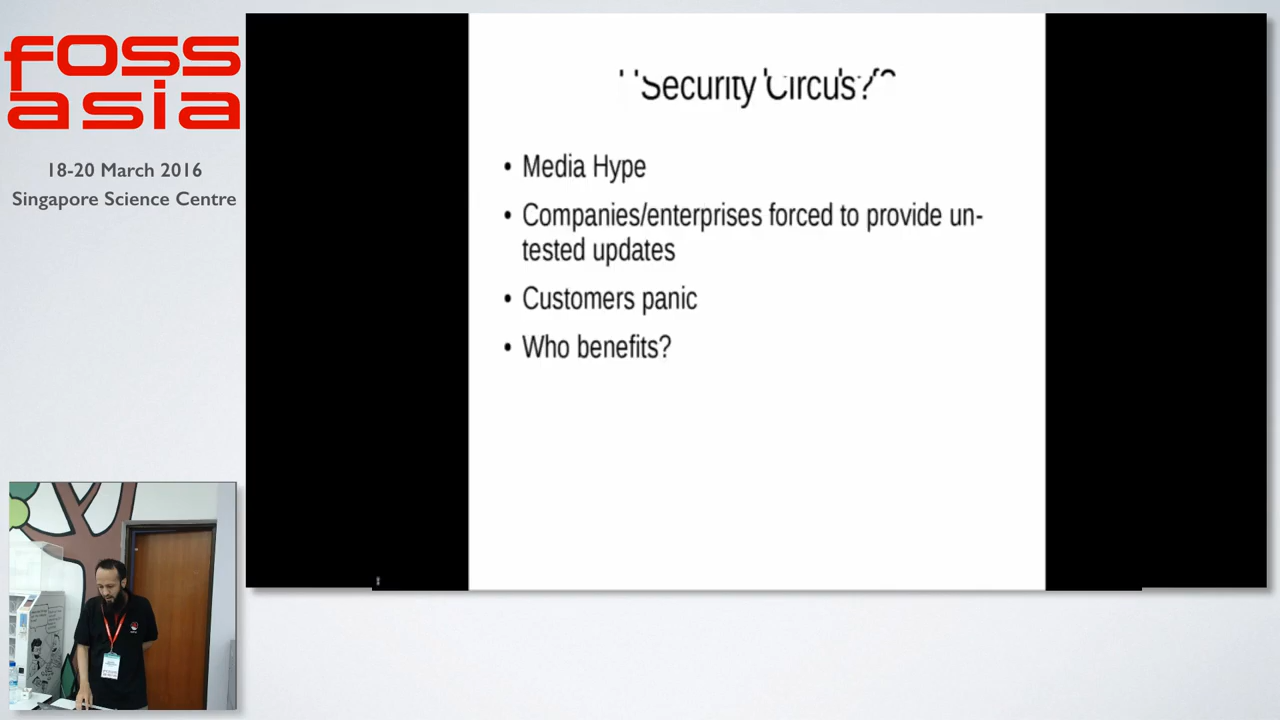 foss
asia
18-20 March 2016
Singapore Science Centre
Security Circus?
• Media Hype
• Companies/enterprises forced to provide un-
tested updates
• Customers panic
• Who benefits?